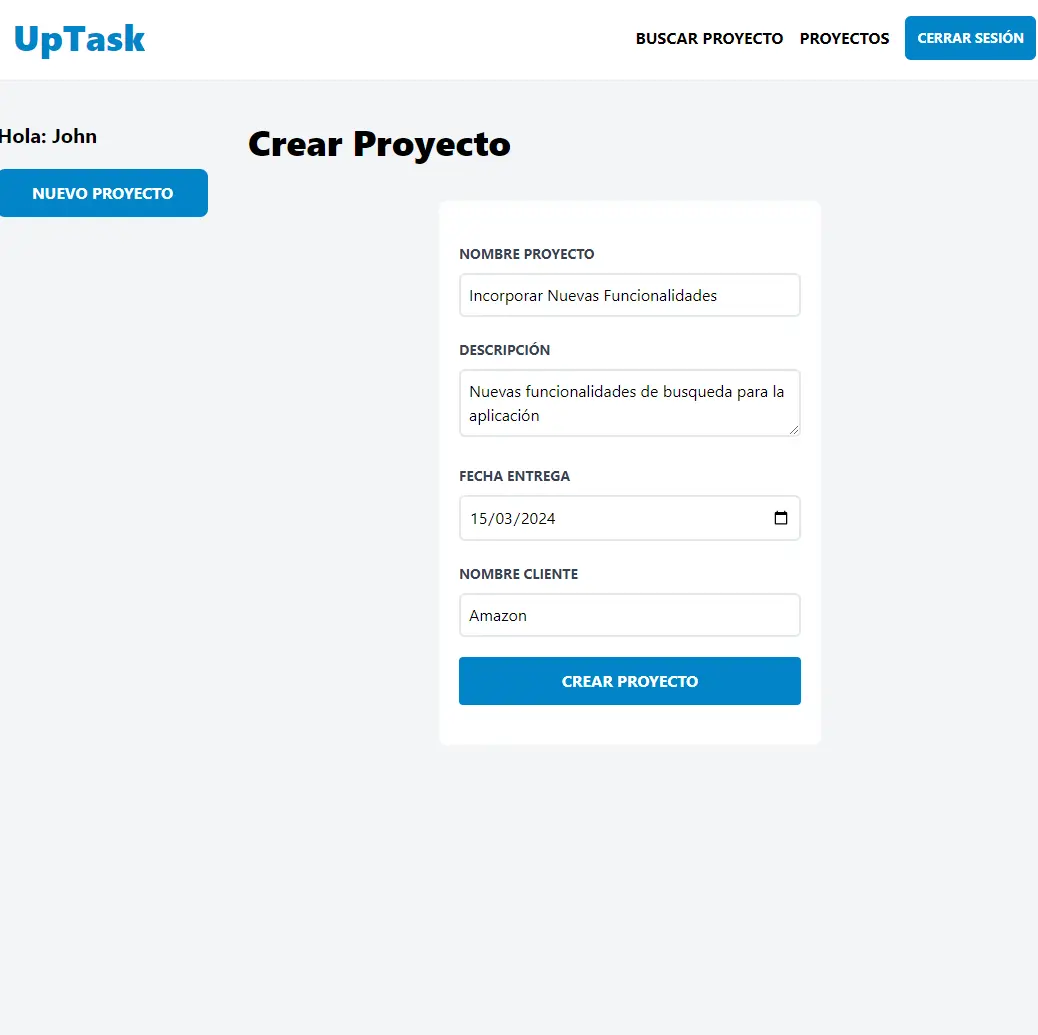 UpTask
BUSCAR PROYECTO
PROYECTOS
CERRAR SESIÓN
Hola: John
NUEVO PROYECTO
Crear Proyecto
NOMBRE PROYECTO
Incorporar Nuevas Funcionalidades
DESCRIPCIÓN
Nuevas funcionalidades de busqueda para la
aplicación
FECHA ENTREGA
15/03/2024
NOMBRE CLIENTE
Amazon
CREAR PROYECTO